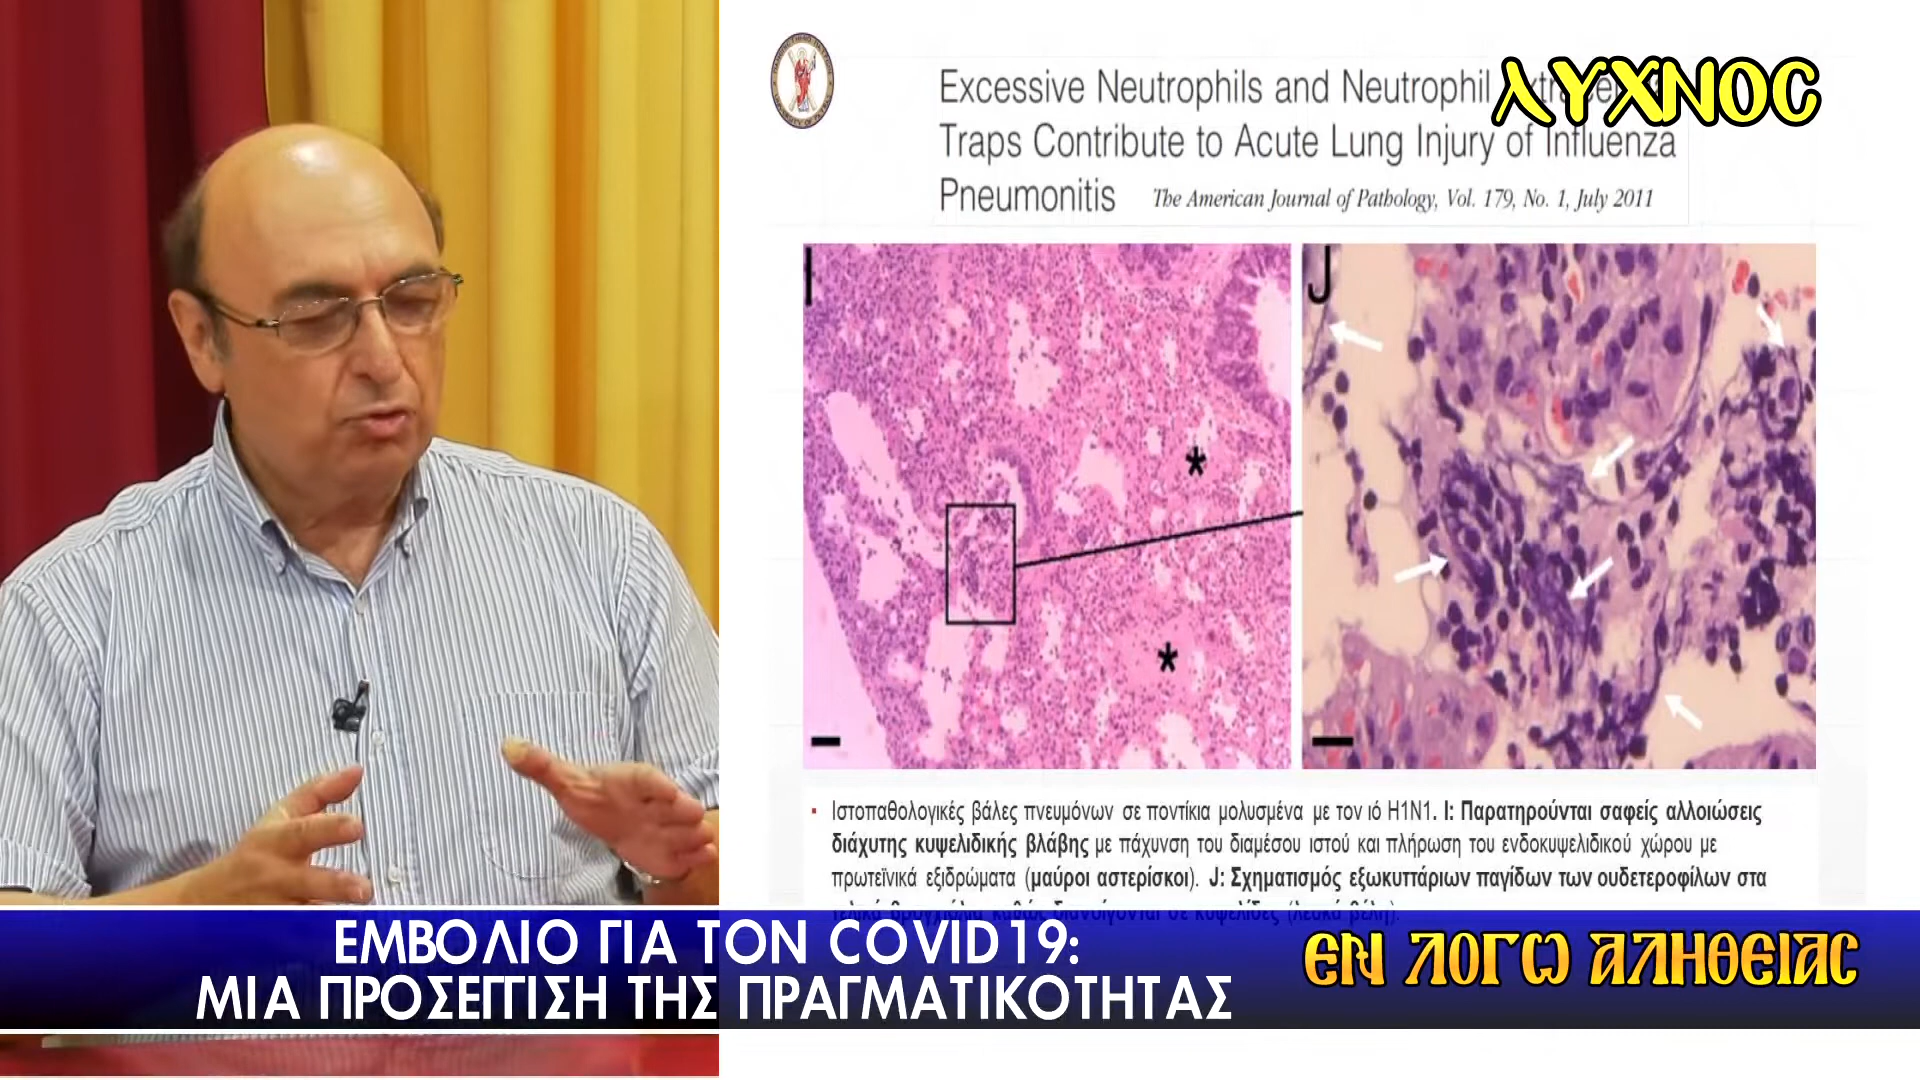 ΛΥΧΝΟΣ
Excessive Neutrophils and Neutrophil
Traps Contribute to Acute Lung Injury of Influenza
Pneumonitis The American Journal of Pathology, Vol. 179, No. 1, July 2011
I
J
*
*
▪ Ιστοπαθολογικές βάλες πνευμόνων σε ποντίκια μολυσμένα με τον ιό H1N1. I: Παρατηρούνται σαφείς αλλοιώσεις
διάχυτης κυψελιδικής βλάβης με πάχυνση του διαμέσου ιστού και πλήρωση του ενδοκυψελιδικού χώρου με
πρωτεϊνικά εξιδρώματα (μαύροι αστερίσκοι). J: Σχηματισμός εξωκυττάριων παγίδων των ουδετεροφίλων στα
ΕΜΒΟΛΙΟ ΓΙΑ ΤΟΝ COVID19:
ΜΙΑ ΠΡΟΣΕΓΓΙΣΗ ΤΗΣ ΠΡΑΓΜΑΤΙΚΟΤΗΤΑΣ
ΕΝ ΛΟΓΩ ΑΛΗΘΕΙΑΣ